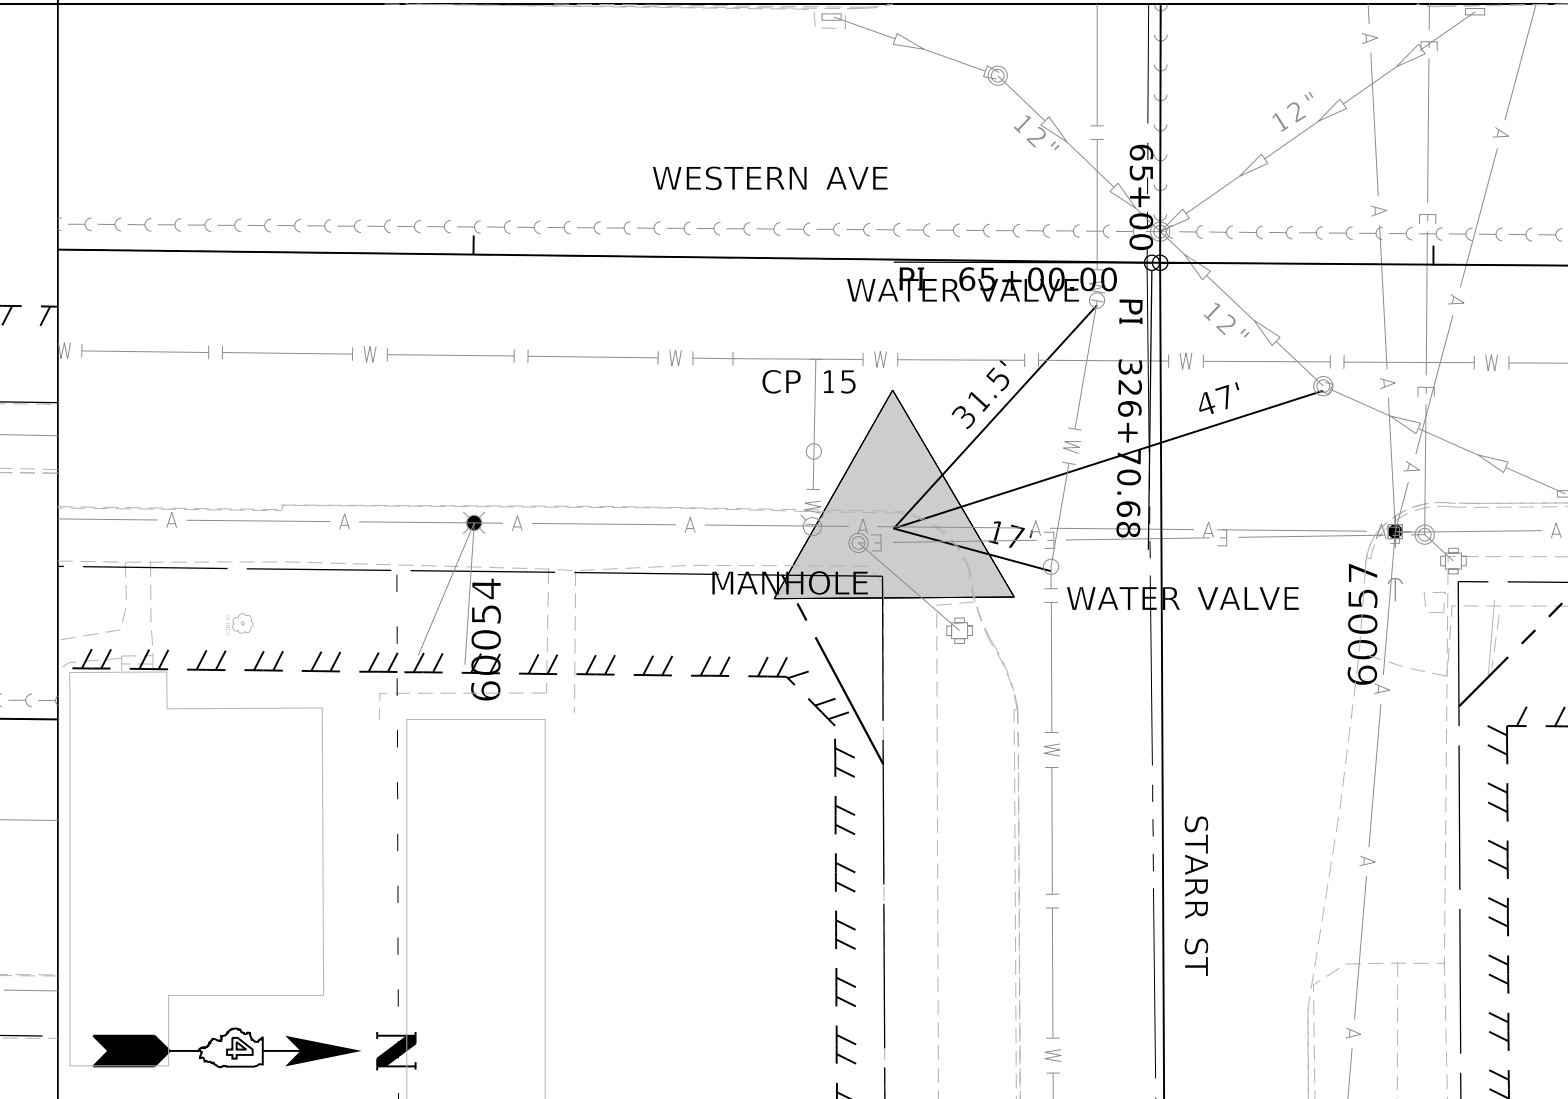 12"
12"
WESTERN AVE
65+00
PI 65+00.00
WATER VALVE
12"
PI 326+70.68
W W W W W W
CP 15
31.5'
47'
A A A A A A A A
17'
E E E
MANHOLE
WATER VALVE
60054
60057
STARR ST
4
N